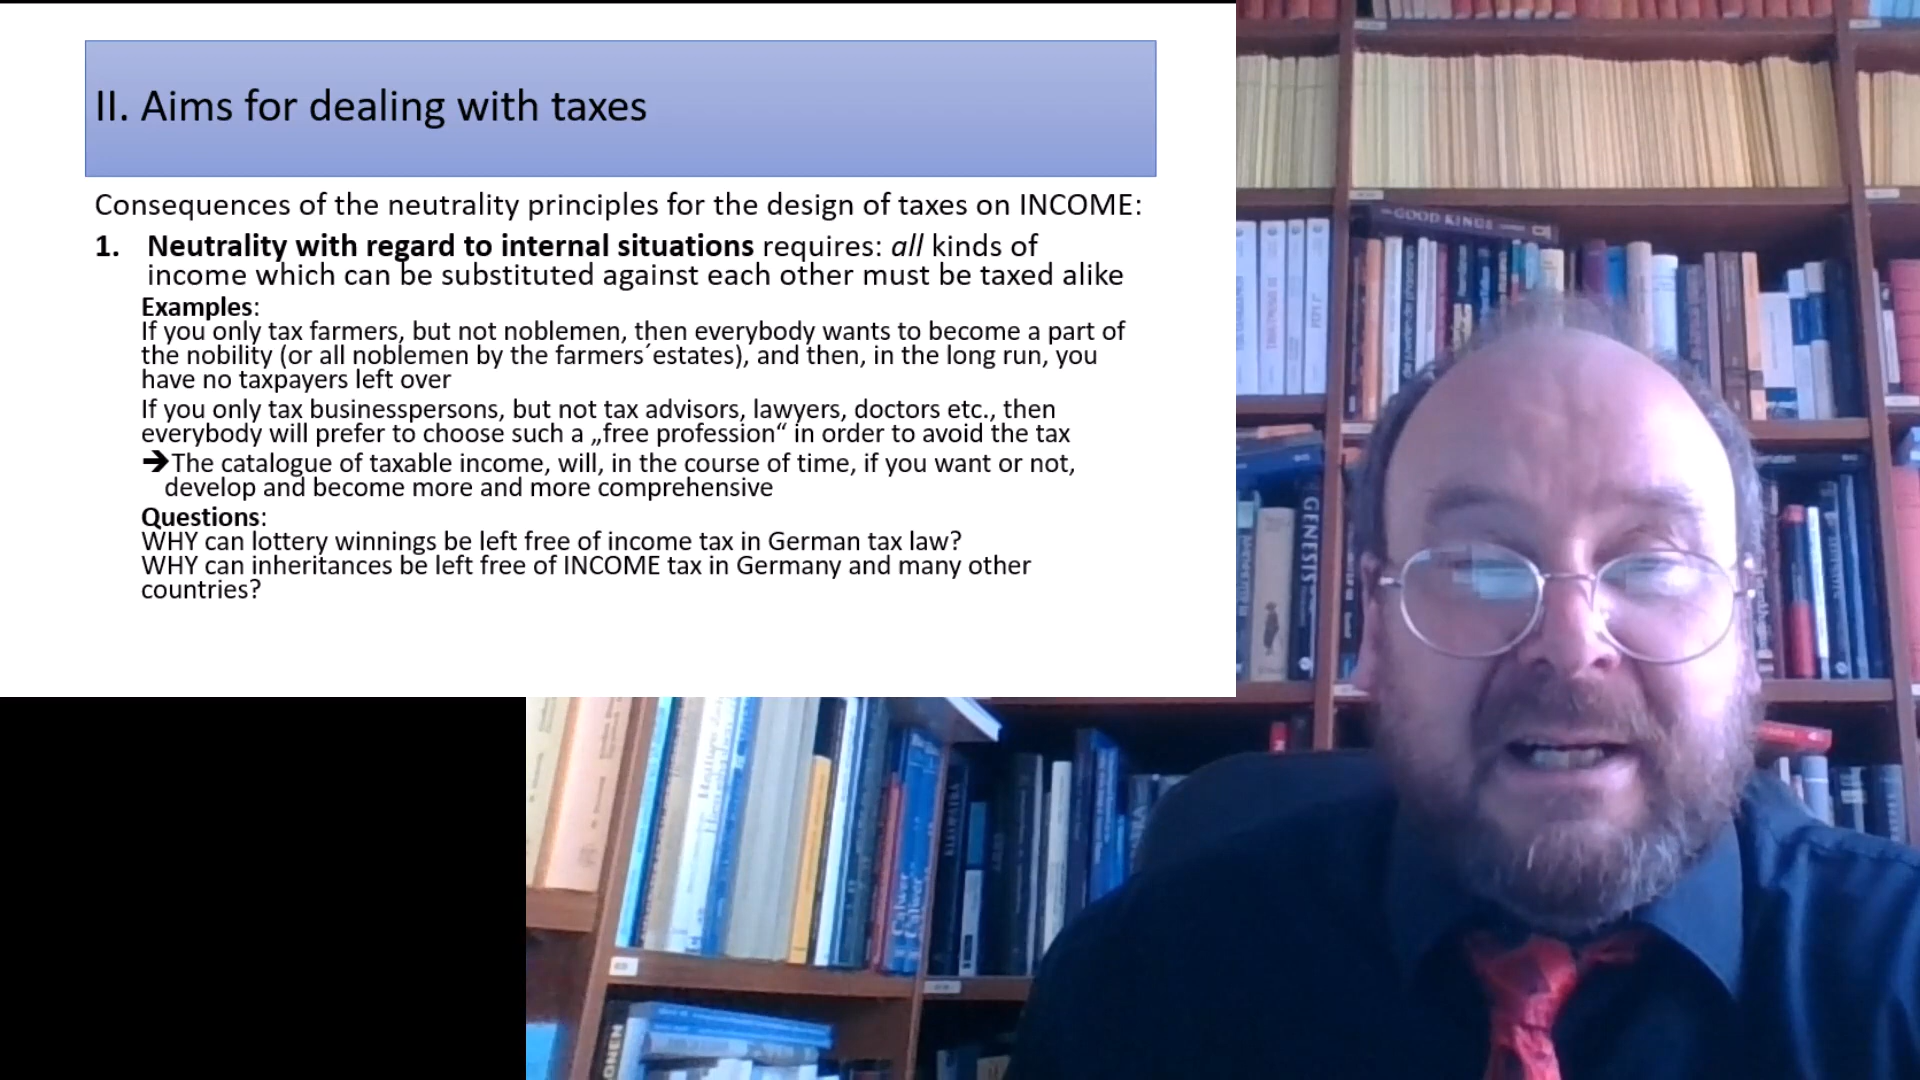 II. Aims for dealing with taxes
Consequences of the neutrality principles for the design of taxes on INCOME:
1. Neutrality with regard to internal situations requires: all kinds of
income which can be substituted against each other must be taxed alike
Examples:
If you only tax farmers, but not noblemen, then everybody wants to become a part of
the nobility (or all noblemen by the farmers´estates), and then, in the long run, you
have no taxpayers left over
If you only tax businesspersons, but not tax advisors, lawyers, doctors etc., then
everybody will prefer to choose such a „free profession“ in order to avoid the tax
➔The catalogue of taxable income, will, in the course of time, if you want or not,
develop and become more and more comprehensive
Questions:
WHY can lottery winnings be left free of income tax in German tax law?
WHY can inheritances be left free of INCOME tax in Germany and many other
countries?
GOOD KINGS
GENESIS
KLEOPATRA
Calwer